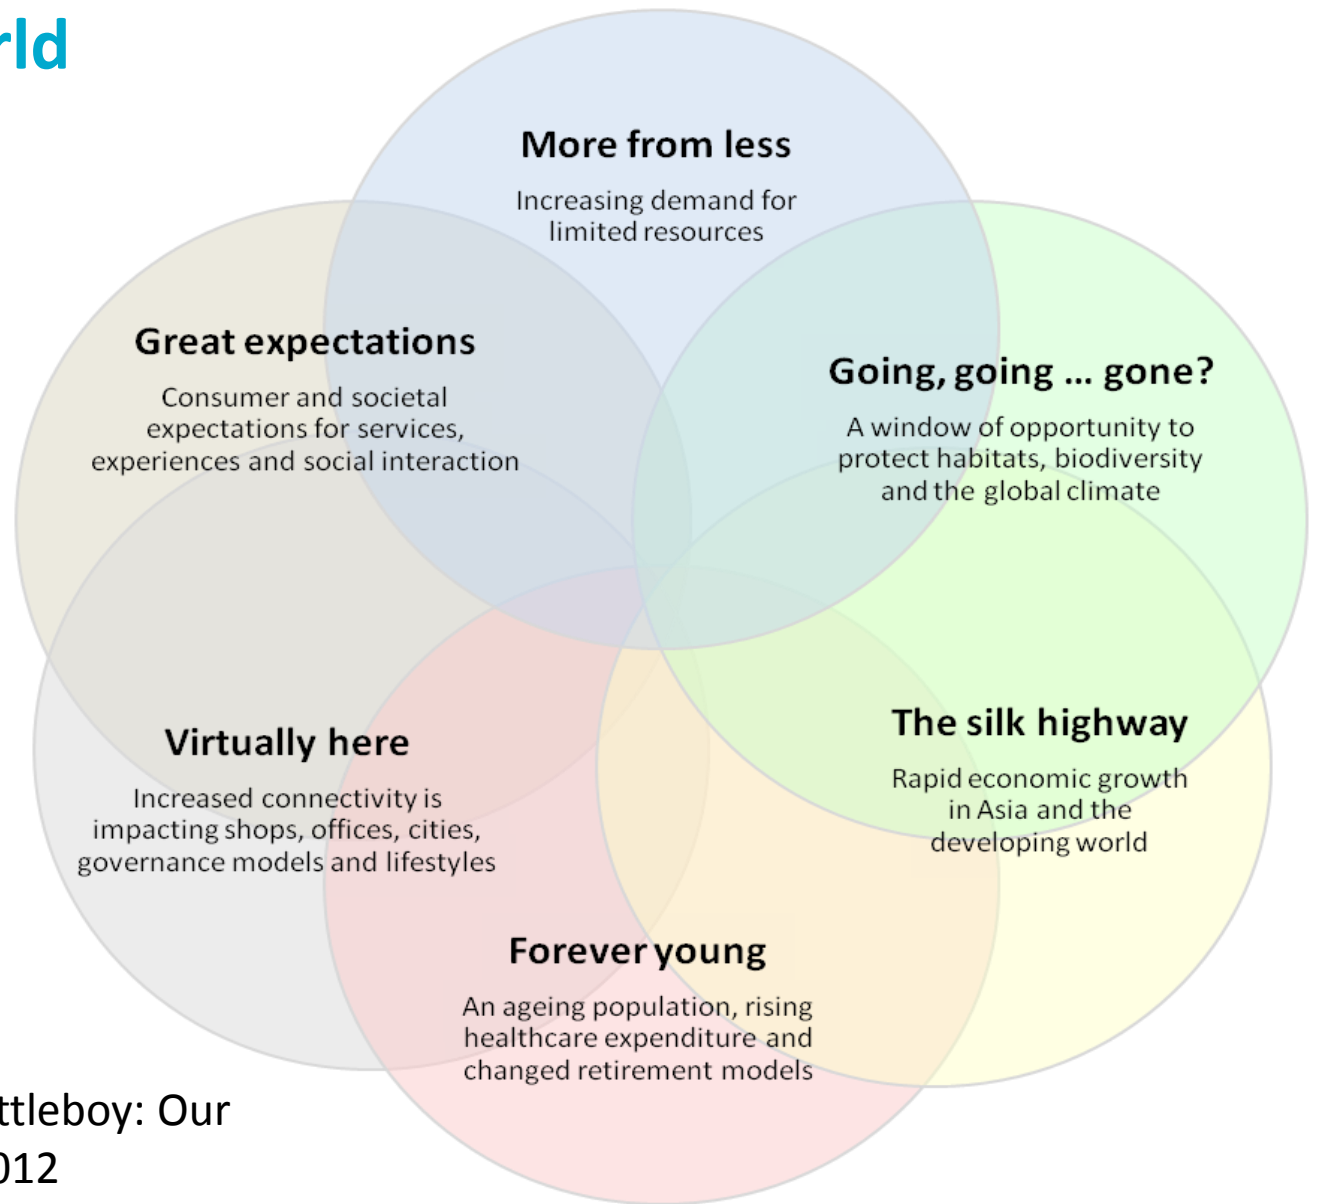 rld
More from less
Increasing demand for
limited resources
Great expectations
Consumer and societal
expectations for services,
experiences and social interaction
Going, going ... gone?
A window of opportunity to
protect habitats, biodiversity
and the global climate
Virtually here
Increased connectivity is
impacting shops, offices, cities,
governance models and lifestyles
The silk highway
Rapid economic growth
in Asia and the
developing world
Forever young
An ageing population, rising
healthcare expenditure and
changed retirement models
ttleboy: Our
012